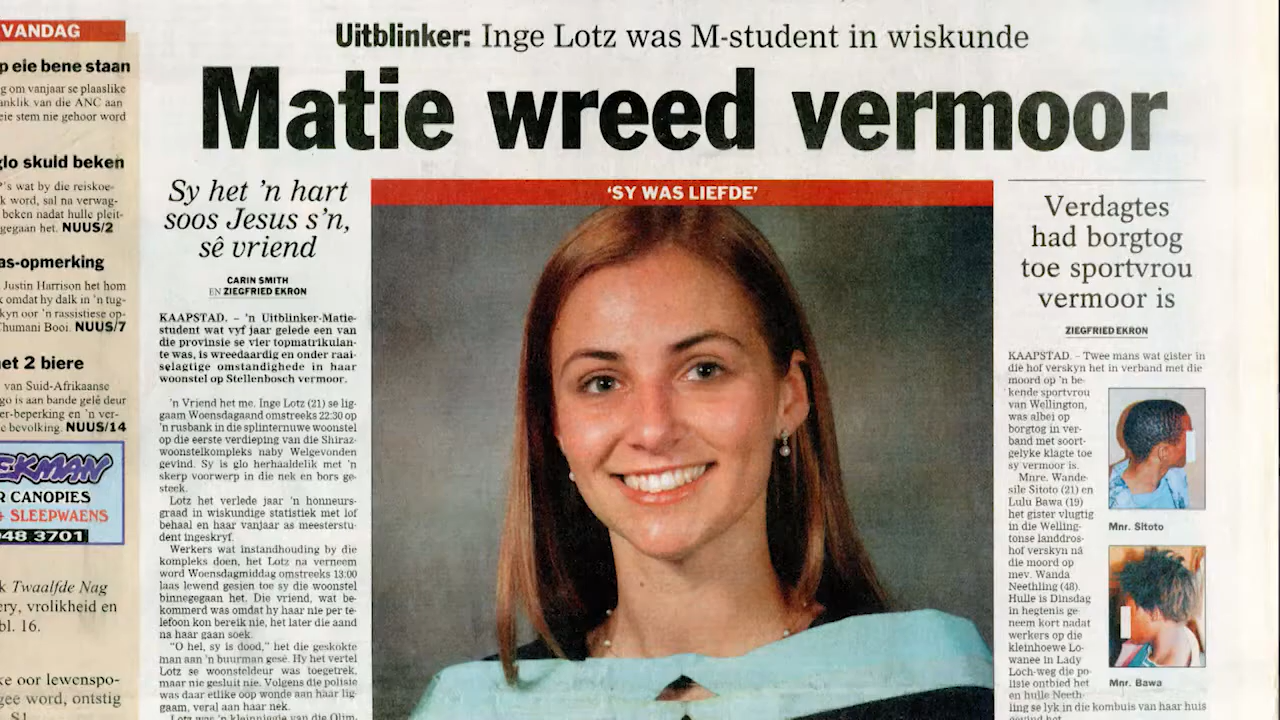 VANDAG
p eie bene staan
g om vanjaar se plaaslike
anklik van die ANC aan
eie stem nie gehoor word
glo skuld beken
P's wat by die reiskoe-
k word, sal na verwag-
beken nadat hulle pleit-
gegaan het. NUUS/2
as-opmerking
Justin Harrison het hom
k omdat hy dalk in 'n tug-
kyn oor 'n rassistiese op-
Chumani Booi. NUUS/7
het 2 biere
van Suid-Afrikaanse
go is aan bande gelê deur
er-beperking en 'n ver-
e bevolking. NUUS/14
EKMAN
R CANOPIES
+ SLEEPWAENS
948 3701
k Twaalfde Nag
ery, vrolikheid en
bl. 16.
ke oor lewenspo-
gee word, ontstig
S1
Uitblinker: Inge Lotz was M-student in wiskunde
Matie wreed vermoor
Sy het 'n hart
soos Jesus s'n,
sê vriend
CARIN SMITH
EN ZIEGFRIED EKRON
KAAPSTAD. – 'n Uitblinker-Matie-
student wat vyf jaar gelede een van
die provinsie se vier topmatrikulan-
te was, is wreedaardig en onder raai-
selagtige omstandighede in haar
woonstel op Stellenbosch vermoor.
'n Vriend het me. Inge Lotz (21) se lig-
gaam Woensdagaand omstreeks 22:30 op
'n rusbank in die splinternuwe woonstel
op die eerste verdieping van die Shiraz-
woonstelkompleks naby Welgevonden
gevind. Sy is glo herhaaldelik met 'n
skerp voorwerp in die nek en bors ge-
steek.
Lotz het verlede jaar 'n honneurs-
graad in wiskundige statistiek met lof
behaal en haar vanjaar as meesterstu-
dent ingeskryf.
Werkers wat instandhouding by die
kompleks doen, het Lotz na verneem
word Woensdagmiddag omstreeks 13:00
laas lewend gesien toe sy die woonstel
binnegegaan het. Die vriend, wat be-
kommerd was omdat hy haar nie per te-
lefoon kon bereik nie, het later die aand
na haar gaan soek.
"O hel, sy is dood," het die geskokte
man aan 'n buurman gesê. Hy het vertel
Lotz se woonsteldeur was toegetrek,
maar nie gesluit nie. Volgens die polisie
was daar etlike oop wonde aan haar lig-
gaam, veral aan haar nek.
Lotz was 'n kleinniggie van die Olim-
'SY WAS LIEFDE'
Verdagtes
had borgtog
toe sportvrou
vermoor is
ZIEGFRIED EKRON
KAAPSTAD. – Twee mans wat gister in
die hof verskyn het in verband met die
moord op 'n be-
kende sportvrou
van Wellington,
was albei op
borgtog in ver-
band met soort-
gelyke klagte toe
sy vermoor is.
Mnre. Wande-
sile Sitoto (21) en
Lulu Bawa (19)
het gister vlugtig
in die Welling-
tonse landdros-
hof verskyn ná
die moord op
mev. Wanda
Neethling (48).
Hulle is Dinsdag
in hegtenis ge-
neem kort nadat
werkers op die
kleinhoewe Lo-
wanee in Lady
Loch-weg die po-
lisie ontbied het
en hulle Neeth-
ling se lyk in die kombuis van haar huis
gevind het.
Mnr. Sitoto
Mnr. Bawa